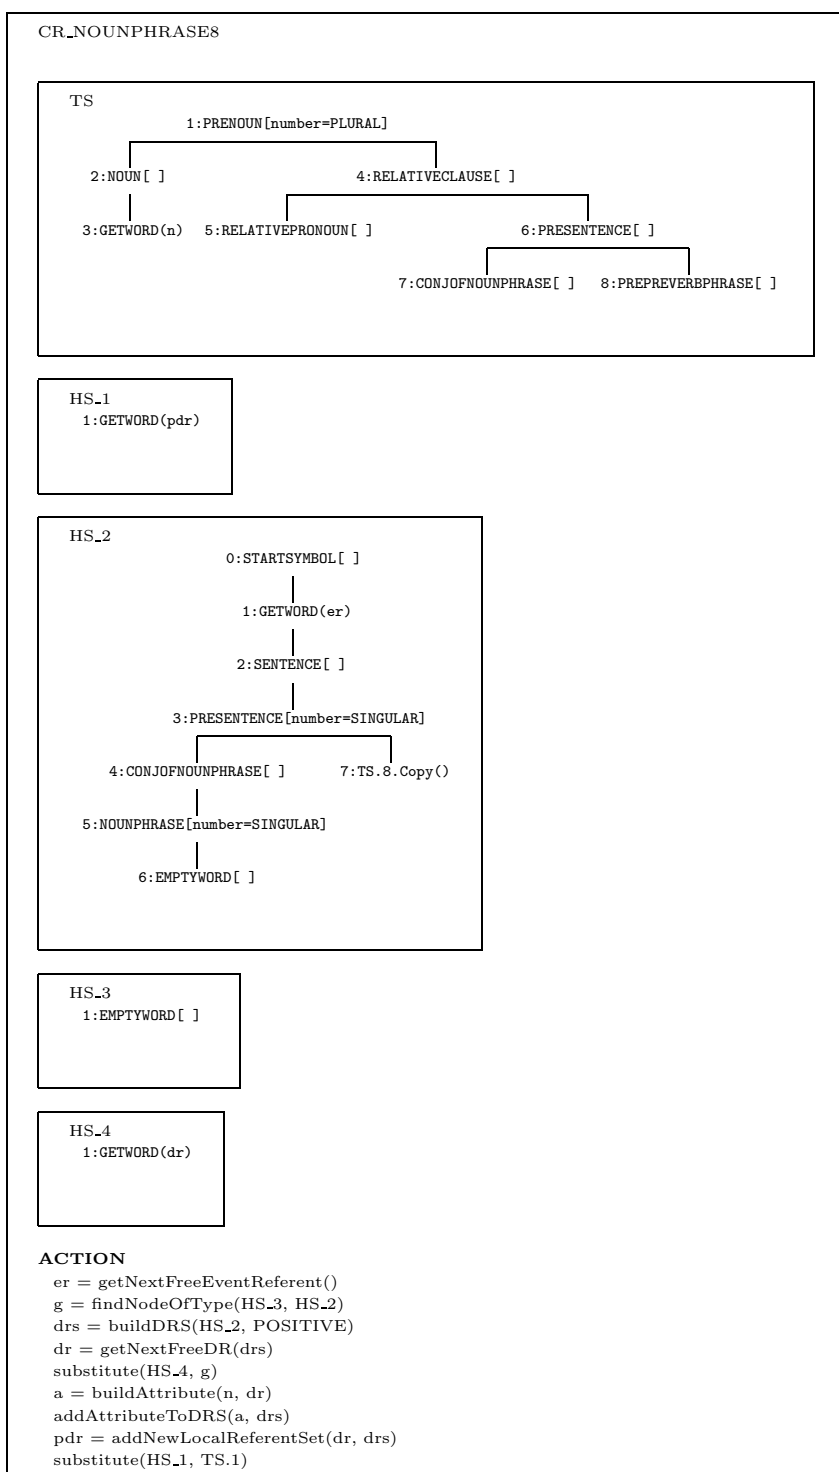 CR_NOUNPHRASE8
TS
1:PRENOUN[number=PLURAL]
2:NOUN[ ] 4:RELATIVECLAUSE[ ]
3:GETWORD(n) 5:RELATIVEPRONOUN[ ] 6:PRESENTENCE[ ]
7:CONJOFNOUNPHRASE[ ] 8:PREPREVERBPHRASE[ ]
HS_1
1:GETWORD(pdr)
HS_2
0:STARTSYMBOL[ ]
1:GETWORD(er)
2:SENTENCE[ ]
3:PRESENTENCE[number=SINGULAR]
4:CONJOFNOUNPHRASE[ ] 7:TS.8.Copy()
5:NOUNPHRASE[number=SINGULAR]
6:EMPTYWORD[ ]
HS_3
1:EMPTYWORD[ ]
HS_4
1:GETWORD(dr)
ACTION
er = getNextFreeEventReferent()
g = findNodeOfType(HS_3, HS_2)
drs = buildDRS(HS_2, POSITIVE)
dr = getNextFreeDR(drs)
substitute(HS_4, g)
a = buildAttribute(n, dr)
addAttributeToDRS(a, drs)
pdr = addNewLocalReferentSet(dr, drs)
substitute(HS_1, TS.1)